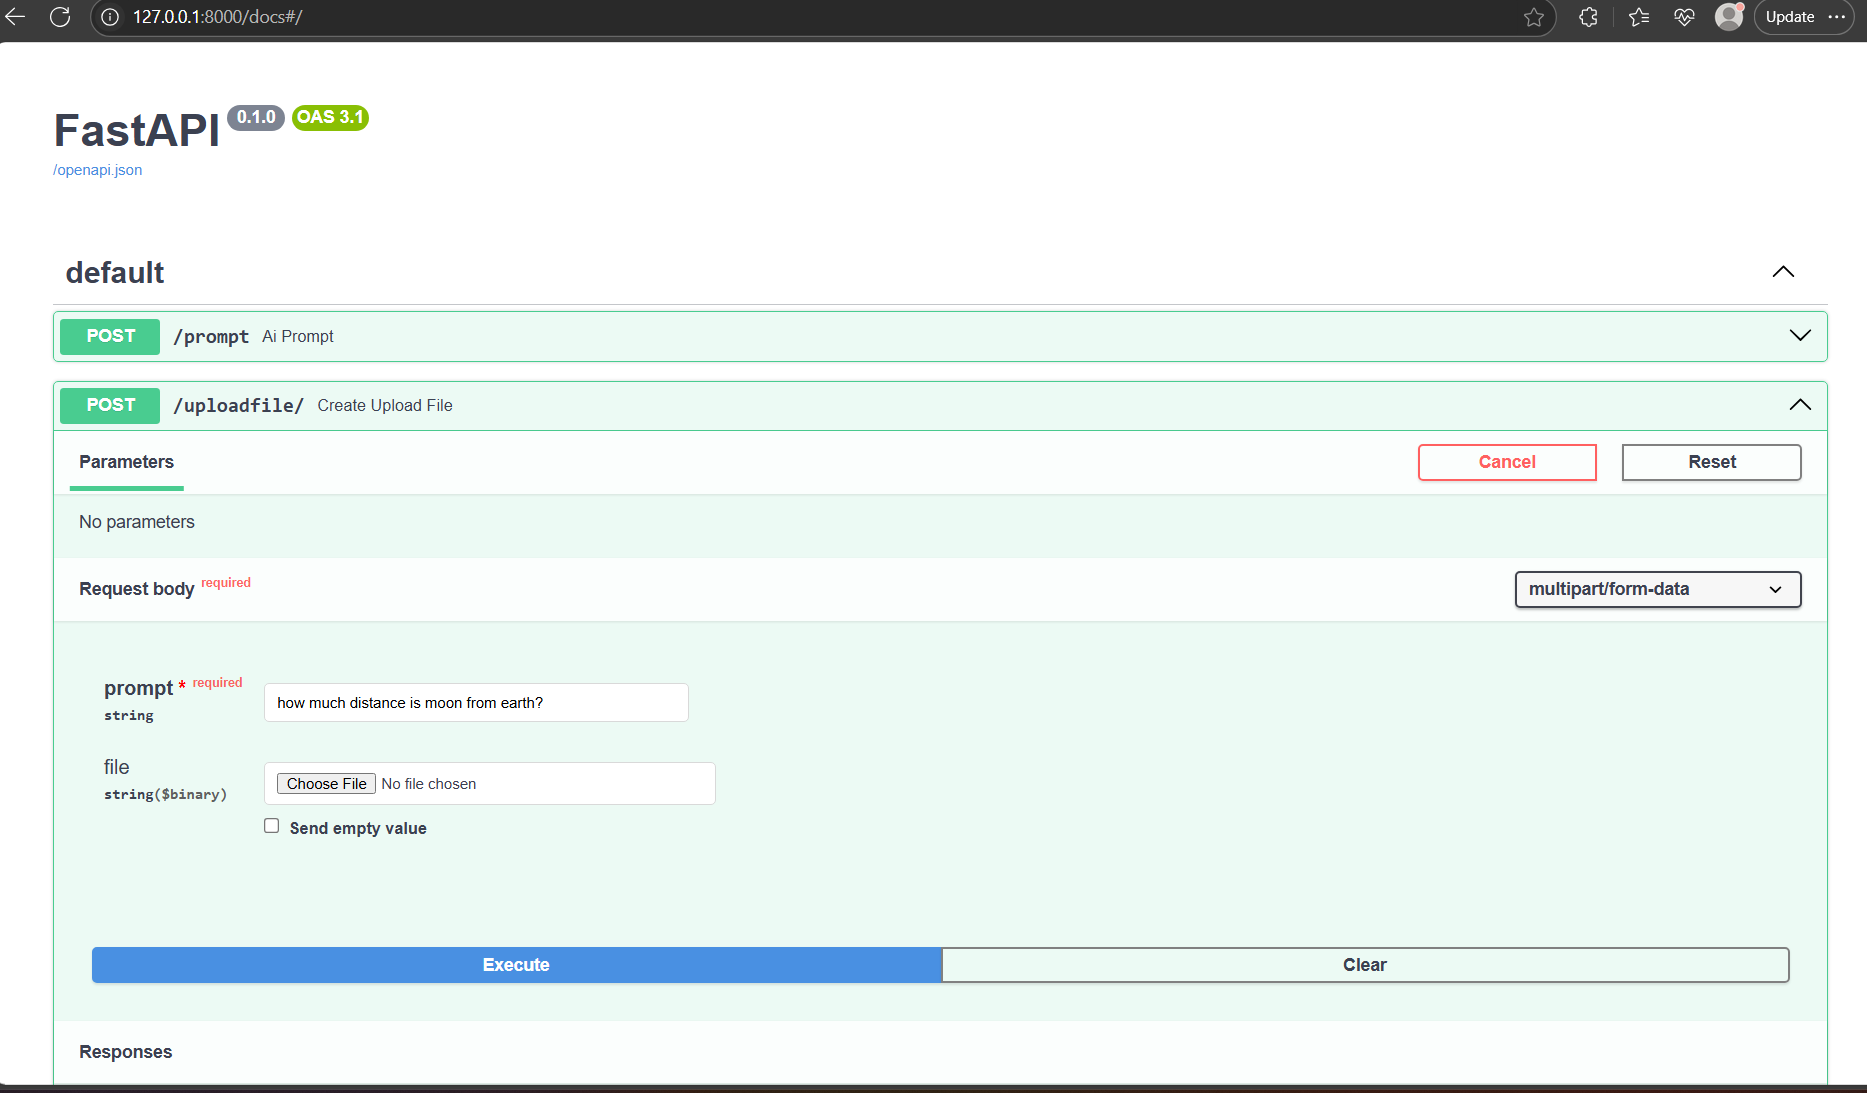 127.0.0.1:8000/docs#/
Update
FastAPI 0.1.0 OAS 3.1
/openapi.json
default
POST /prompt Ai Prompt
POST /uploadfile/ Create Upload File
Parameters
Cancel
Reset
No parameters
Request body required
multipart/form-data
prompt * required
string
how much distance is moon from earth?
file
string($binary)
Choose File No file chosen
Send empty value
Execute
Clear
Responses